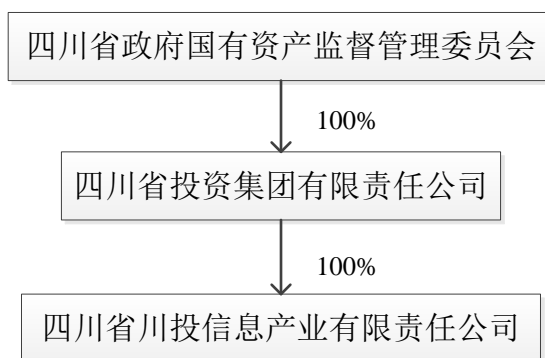 四川省政府国有资产监督管理委员会
100%
四川省投资集团有限责任公司
100%
四川省川投信息产业有限责任公司